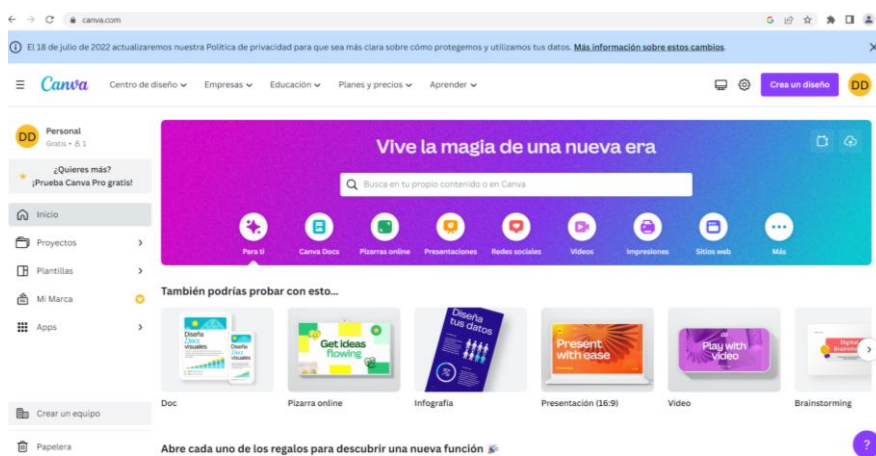 canva.com
El 18 de julio de 2022 actualizaremos nuestra Política de privacidad para que sea más clara sobre cómo protegemos y utilizamos tus datos. Más información sobre estos cambios.
Canva Centro de diseño Empresas Educación Planes y precios Aprender Crea un diseño DD
DD Personal
Gratis • 1
¿Quieres más?
¡Prueba Canva Pro gratis!
Inicio
Proyectos
Plantillas
Mi Marca
Apps
Crear un equipo
Papelera
Vive la magia de una nueva era
Busca en tu propio contenido o en Canva
Para ti Canva Docs Pizarras online Presentaciones Redes sociales Vídeos Impresiones Sitios web Más
También podrías probar con esto...
Diseña
Docs
visuales
Diseña
Docs
visuales
Get ideas
flowing
Diseña
tus datos
Present
with ease
Play with
video
Digital
Doc Pizarra online Infografía Presentación (16:9) Vídeo Brainstorming
Abre cada uno de los regalos para descubrir una nueva función
?